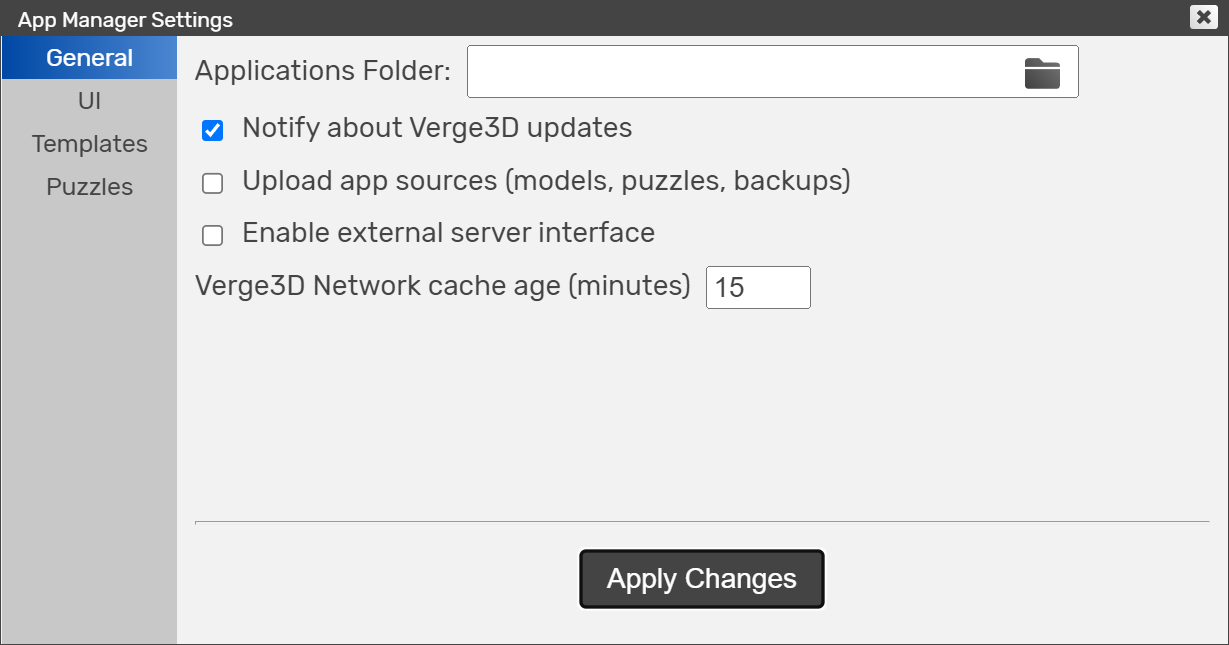 App Manager Settings
General
UI
Templates
Puzzles
Applications Folder:
Notify about Verge3D updates
Upload app sources (models, puzzles, backups)
Enable external server interface
Verge3D Network cache age (minutes) 15
Apply Changes